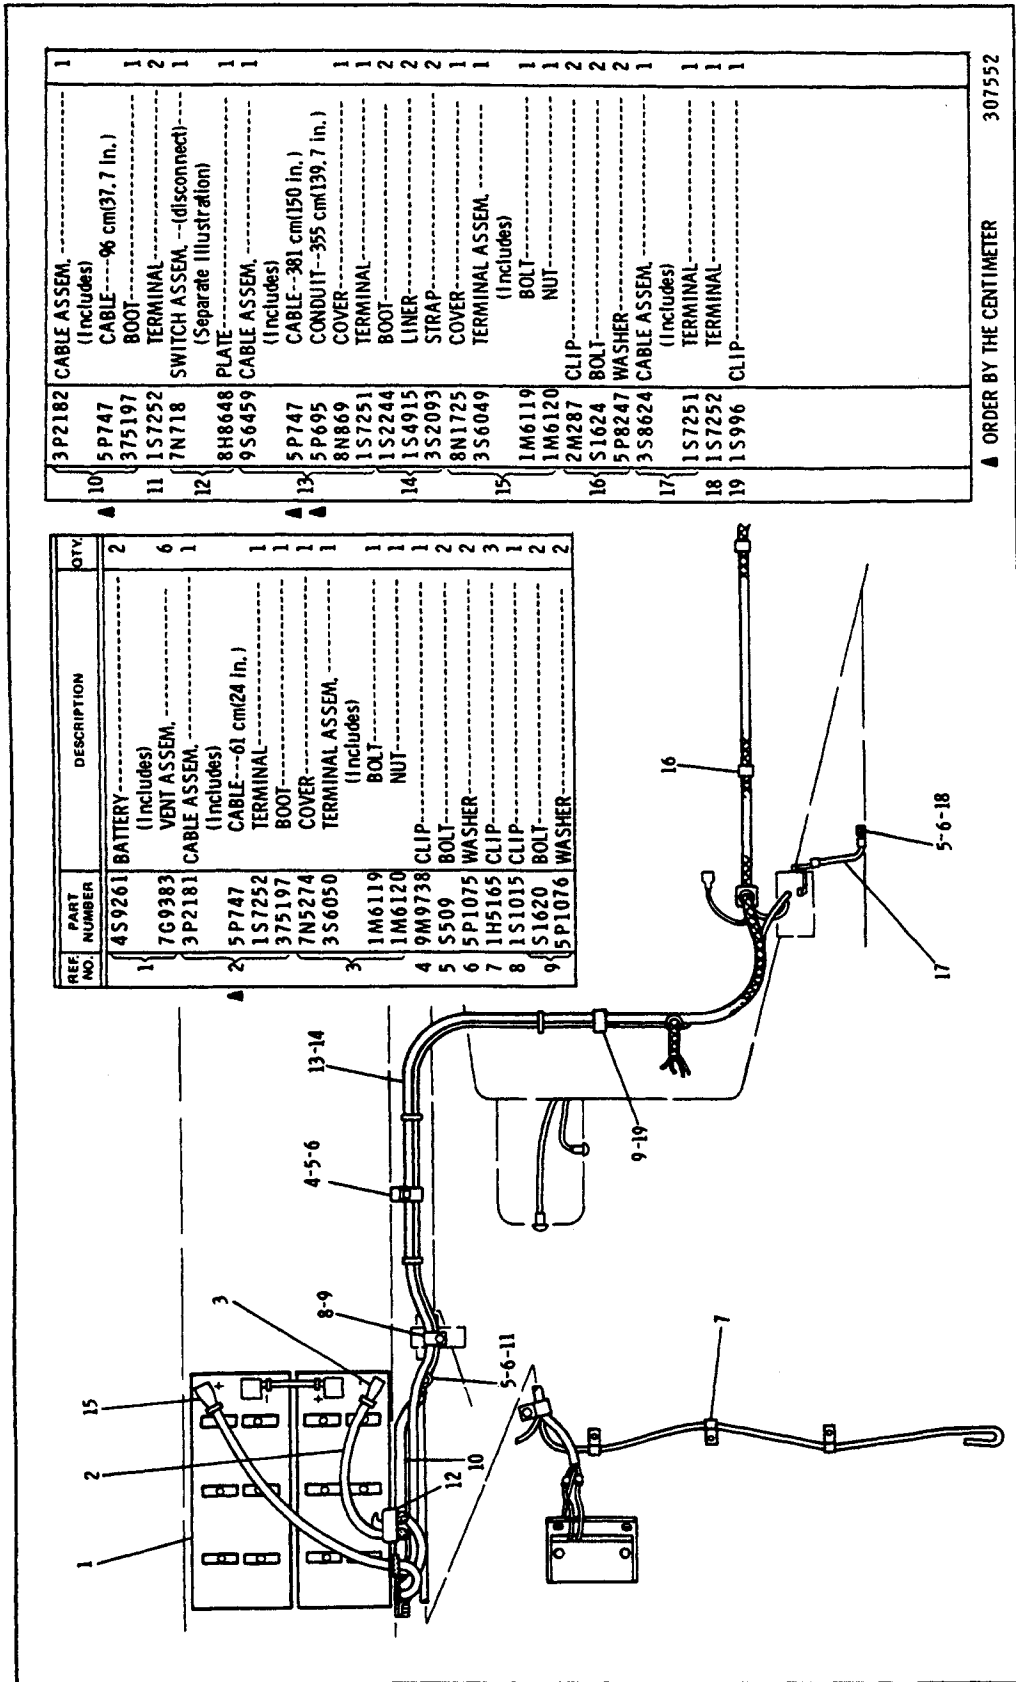 REF. NO. PART NUMBER DESCRIPTION QTY.
1 4S9261 BATTERY 2
(Includes)
7G9383 VENT ASSEM. 6
3P2181 CABLE ASSEM. 1
(Includes)
▲ 2 5P747 CABLE---61 cm(24 in.)
1S7252 TERMINAL 1
3T5197 BOOT 1
7N5274 COVER 1
3 3S6050 TERMINAL ASSEM. 1
(Includes)
1M6119 BOLT 1
1M6120 NUT 1
4 9M9738 CLIP 1
5 S509 BOLT 2
6 5P1075 WASHER 2
7 1H5165 CLIP 3
8 1S1015 CLIP 1
9 S1620 BOLT 2
5P1076 WASHER 2
3P2182 CABLE ASSEM. 1
(Includes)
▲ 10 5P747 CABLE---96 cm(37.7 in.)
3T5197 BOOT 1
11 1S7252 TERMINAL 2
12 7N718 SWITCH ASSEM. --(disconnect) 1
(Separate Illustration)
8H8648 PLATE 1
9S6459 CABLE ASSEM. 1
(Includes)
▲ 13 5P747 CABLE--381 cm(150 in.)
▲ 5P695 CONDUIT--355 cm(139.7 in.)
8N869 COVER 1
1S7251 TERMINAL 1
14 1S2244 BOOT 2
1S4915 LINER 2
3S2093 STRAP 2
15 8N1725 COVER 1
3S6049 TERMINAL ASSEM. 1
(Includes)
1M6119 BOLT 1
1M6120 NUT 1
16 2M287 CLIP 2
S1624 BOLT 2
5P8247 WASHER 2
17 3S8624 CABLE ASSEM. 1
(Includes)
1S7251 TERMINAL 1
18 1S7252 TERMINAL 1
19 1S996 CLIP 1
▲ ORDER BY THE CENTIMETER 307552
1
2
15
3
12
10
8-9
5-6-11
4-5-6
13-14
7
9-19
16
17
5-6-18